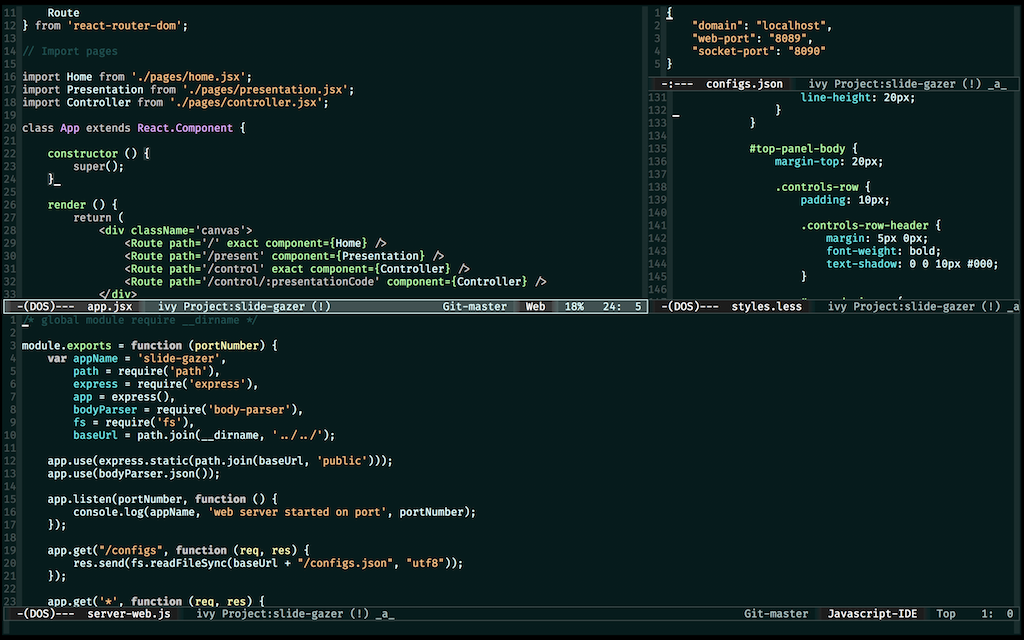 11     Route
12 } from 'react-router-dom';
13
14 // Import pages
15
16 import Home from './pages/home.jsx';
17 import Presentation from './pages/presentation.jsx';
18 import Controller from './pages/controller.jsx';
19
20 class App extends React.Component {
21
22     constructor () {
23         super();
24     }
25
26     render () {
27         return (
28             <div className='canvas'>
29                 <Route path='/' exact component={Home} />
30                 <Route path='/present' component={Presentation} />
31                 <Route path='/control' exact component={Controller} />
32                 <Route path='/control/:presentationCode' component={Controller} />
33             </div>
-(DOS)---  app.jsx    ivy Project:slide-gazer (!)    Git-master    Web    18%    24:  5
1 {
2     "domain": "localhost",
3     "web-port": "8089",
4     "socket-port": "8090"
5 }
-:---  configs.json    ivy Project:slide-gazer (!) _a_
131                     line-height: 20px;
132                 }
133             }
134
135             #top-panel-body {
136                 margin-top: 20px;
137
138                 .controls-row {
139                     padding: 10px;
140
141                     .controls-row-header {
142                         margin: 5px 0px;
143                         font-weight: bold;
144                         text-shadow: 0 0 10px #000;
145                     }
146
-(DOS)---  styles.less    ivy Project:slide-gazer (!) _a
1 /* global module require __dirname */
2
3 module.exports = function (portNumber) {
4     var appName = 'slide-gazer',
5         path = require('path'),
6         express = require('express'),
7         app = express(),
8         bodyParser = require('body-parser'),
9         fs = require('fs'),
10         baseUrl = path.join(__dirname, '../../');
11
12     app.use(express.static(path.join(baseUrl, 'public')));
13     app.use(bodyParser.json());
14
15     app.listen(portNumber, function () {
16         console.log(appName, 'web server started on port', portNumber);
17     });
18
19     app.get("/configs", function (req, res) {
20         res.send(fs.readFileSync(baseUrl + "/configs.json", "utf8"));
21     });
22
23     app.get('*', function (req, res) {
-(DOS)---  server-web.js    ivy Project:slide-gazer (!) _a_    Git-master    Javascript-IDE    Top    1:  0